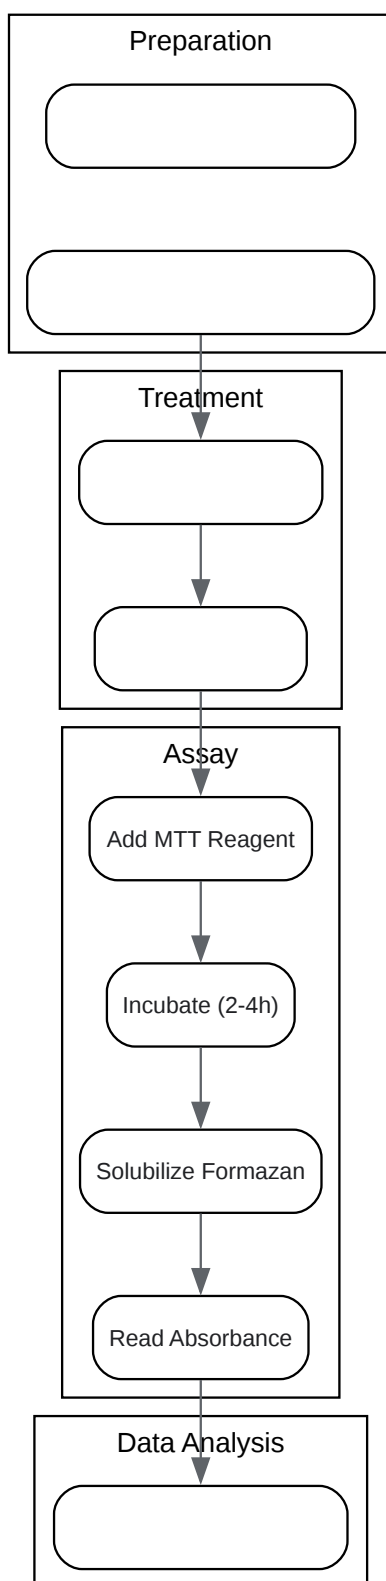 Preparation
Treatment
Assay
Add MTT Reagent
Incubate (2-4h)
Solubilize Formazan
Read Absorbance
Data Analysis